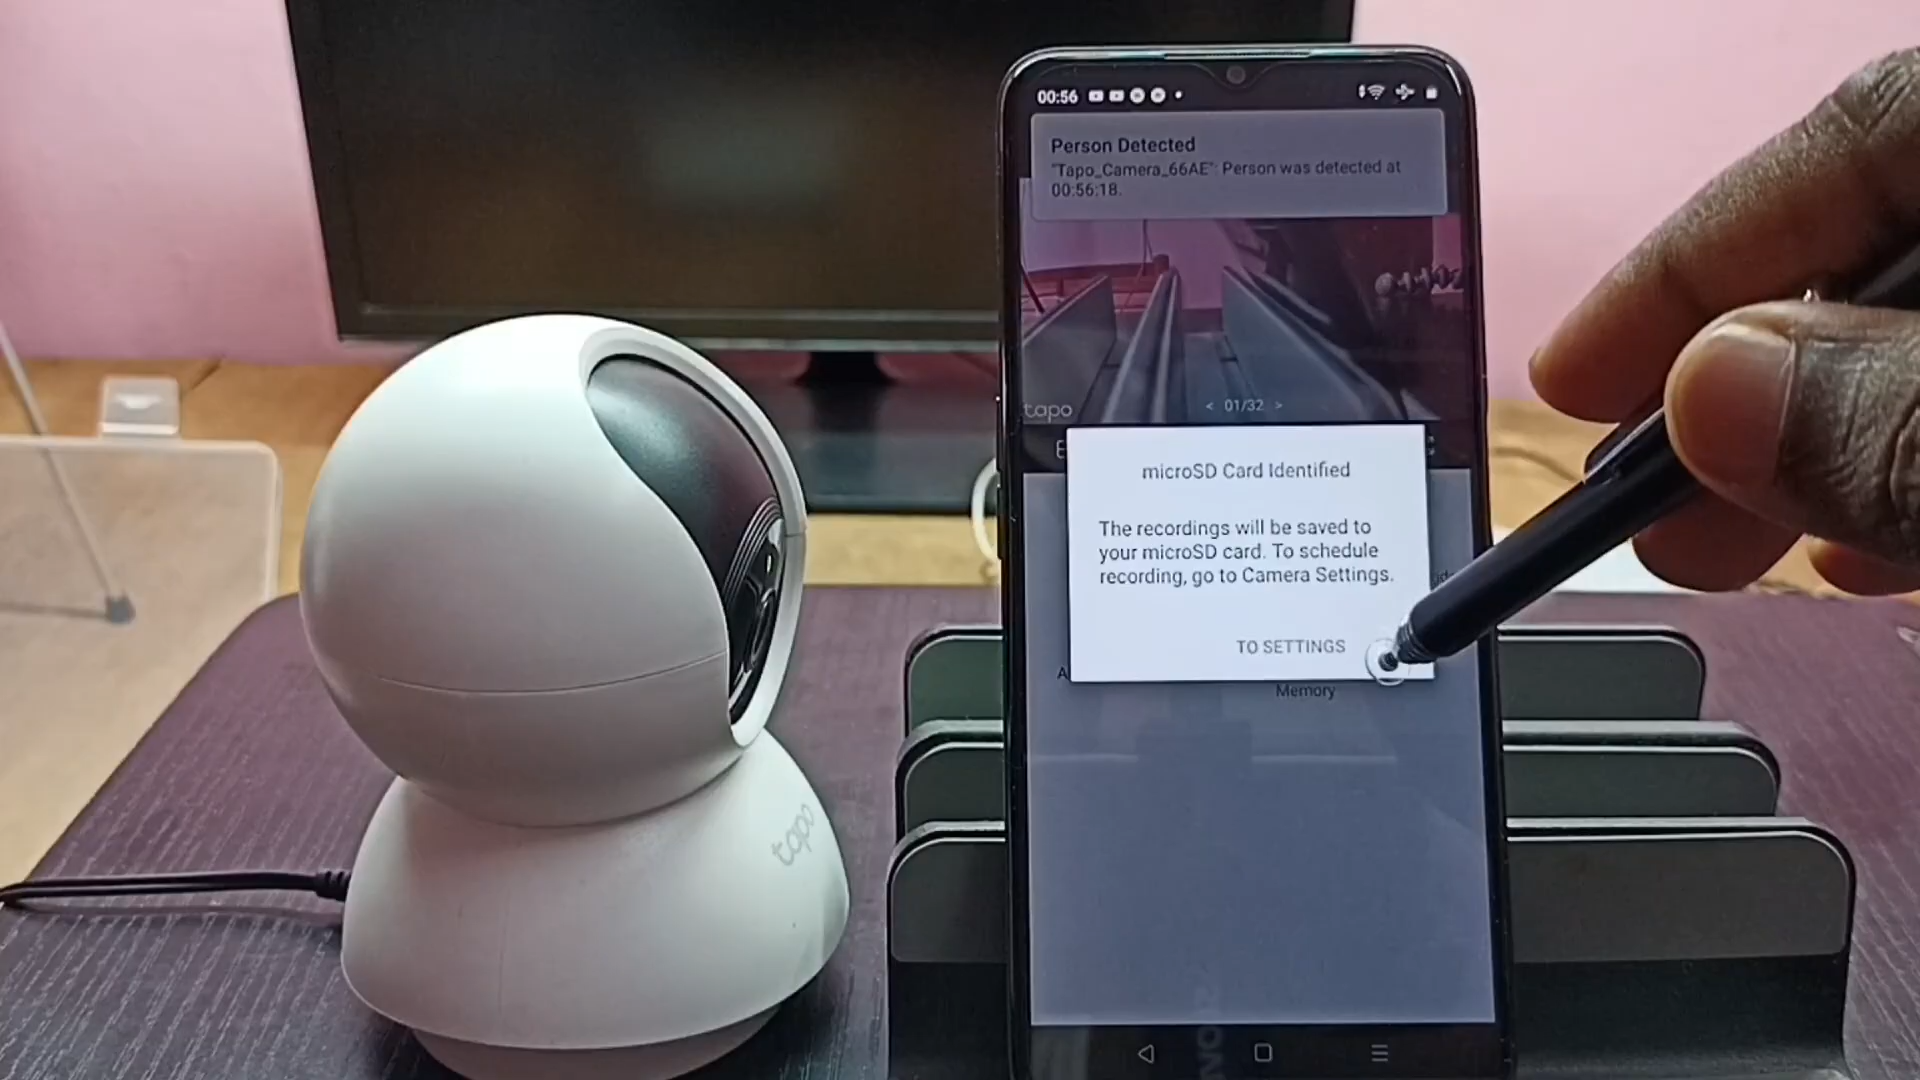 00:56
Person Detected
"Tapo_Camera_66AE": Person was detected at
00:56:18.
tapo
< 01/32 >
microSD Card Identified
The recordings will be saved to
your microSD card. To schedule
recording, go to Camera Settings.
TO SETTINGS
Memory
tapo